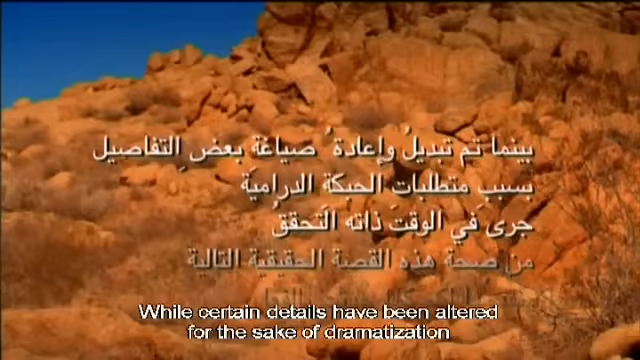 بينما تم تبديلُ وإعادةُ صياغة بعض التفاصيل
بسبب متطلبات الحبكة الدرامية
جرى في الوقت ذاته التحققُ
من صحة هذه القصة الحقيقية التالية
While certain details have been altered
for the sake of dramatization